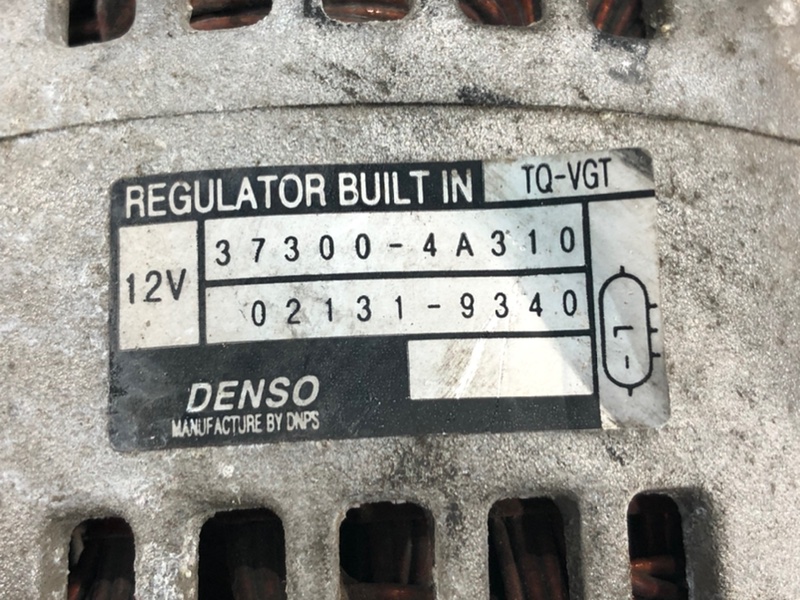 REGULATOR BUILT IN TQ-VGT
12V
37300-4A310
02131-9340
L
DENSO
MANUFACTURE BY DNPS